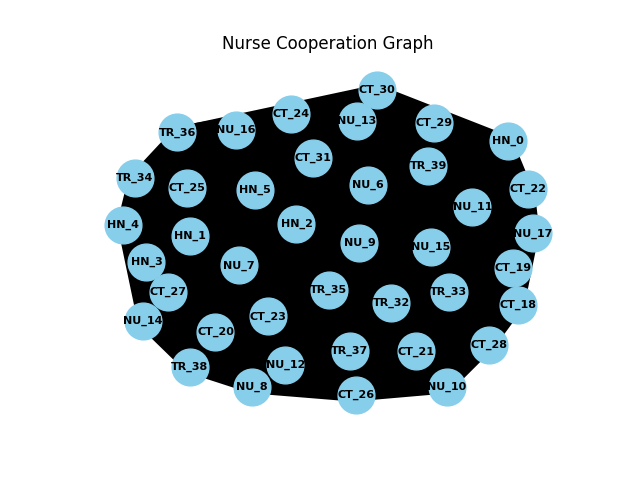 Nurse Cooperation Graph
CT_30
CT_24
NU_13
CT_29
TR_36
NU_16
HN_0
CT_31
TR_39
TR_34
CT_25
HN_5
NU_6
CT_22
NU_11
HN_4
HN_2
NU_17
HN_1
NU_9
NU_15
HN_3
NU_7
CT_19
CT_27
TR_35
TR_33
TR_32
CT_18
NU_14
CT_23
CT_20
CT_28
TR_37
CT_21
TR_38
NU_12
NU_8
NU_10
CT_26